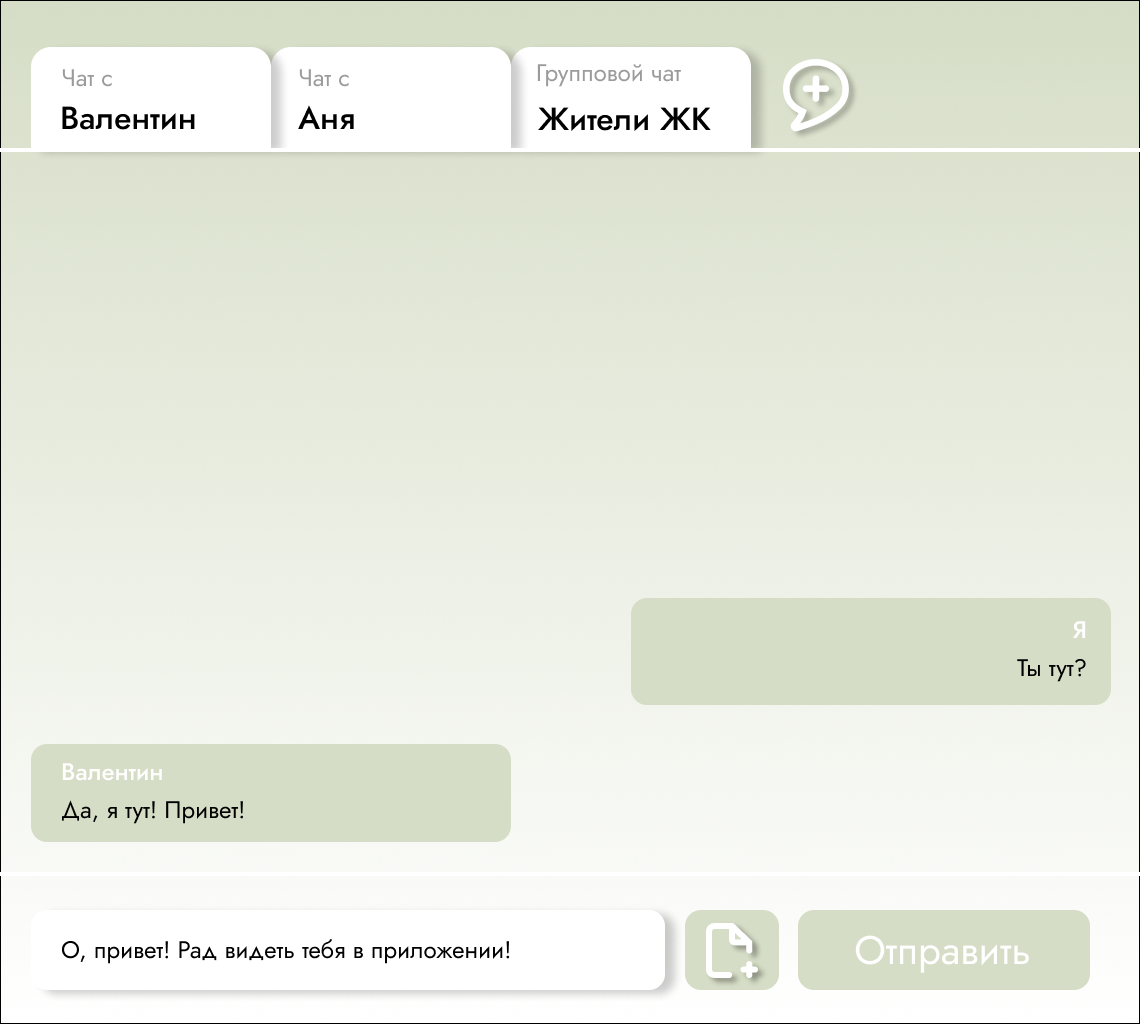 Чат с
Валентин
Чат с
Аня
Групповой чат
Жители ЖК
Я
Ты тут?
Валентин
Да, я тут! Привет!
О, привет! Рад видеть тебя в приложении!
Отправить